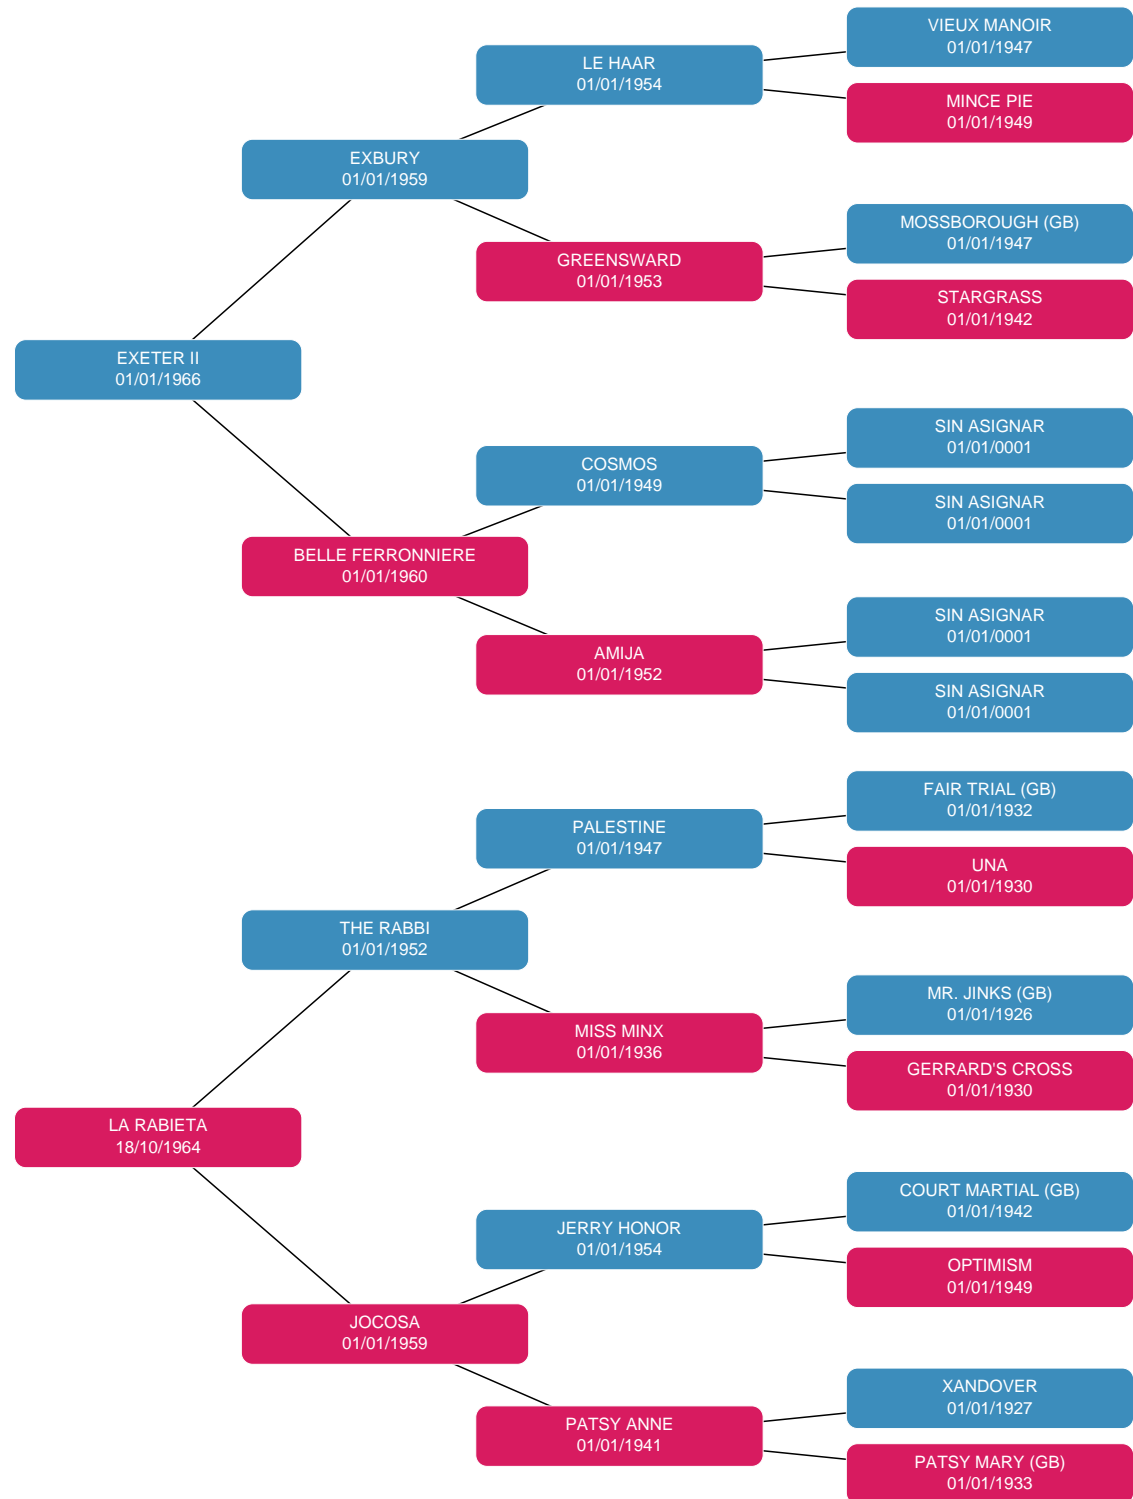 VIEUX MANOIR
01/01/1947
LE HAAR
01/01/1954
MINCE PIE
01/01/1949
EXBURY
01/01/1959
MOSSBOROUGH (GB)
01/01/1947
GREENSWARD
01/01/1953
STARGRASS
01/01/1942
EXETER II
01/01/1966
SIN ASIGNAR
01/01/0001
COSMOS
01/01/1949
SIN ASIGNAR
01/01/0001
BELLE FERRONNIERE
01/01/1960
SIN ASIGNAR
01/01/0001
AMIJA
01/01/1952
SIN ASIGNAR
01/01/0001
FAIR TRIAL (GB)
01/01/1932
PALESTINE
01/01/1947
UNA
01/01/1930
THE RABBI
01/01/1952
MR. JINKS (GB)
01/01/1926
MISS MINX
01/01/1936
GERRARD'S CROSS
01/01/1930
LA RABIETA
18/10/1964
COURT MARTIAL (GB)
01/01/1942
JERRY HONOR
01/01/1954
OPTIMISM
01/01/1949
JOCOSA
01/01/1959
XANDOVER
01/01/1927
PATSY ANNE
01/01/1941
PATSY MARY (GB)
01/01/1933